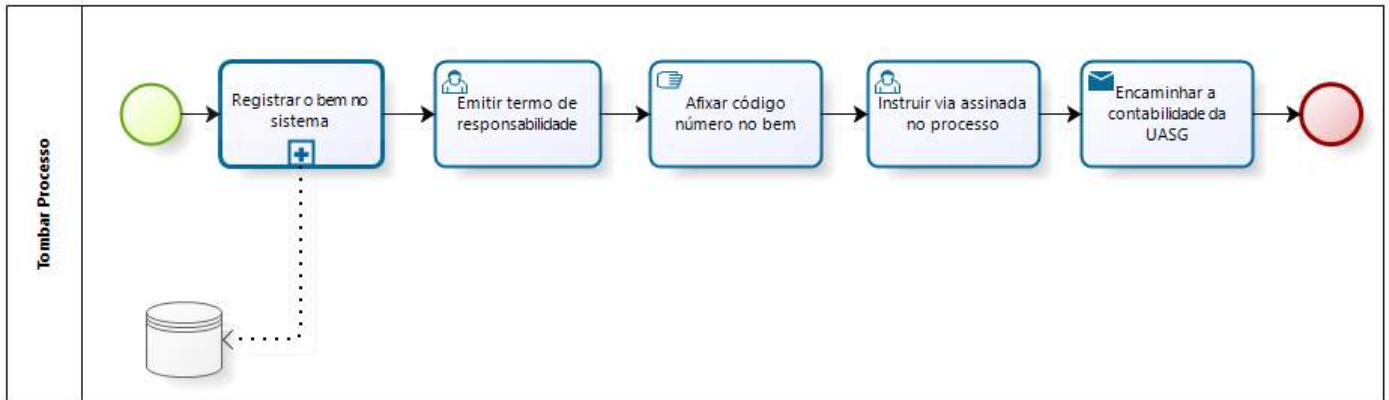 Tombar Processo
Registrar o bem no
sistema
Emitir termo de
responsabilidade
Afixar código
número no bem
Instruir via assinada
no processo
Encaminhar a
contabilidade da
UASG